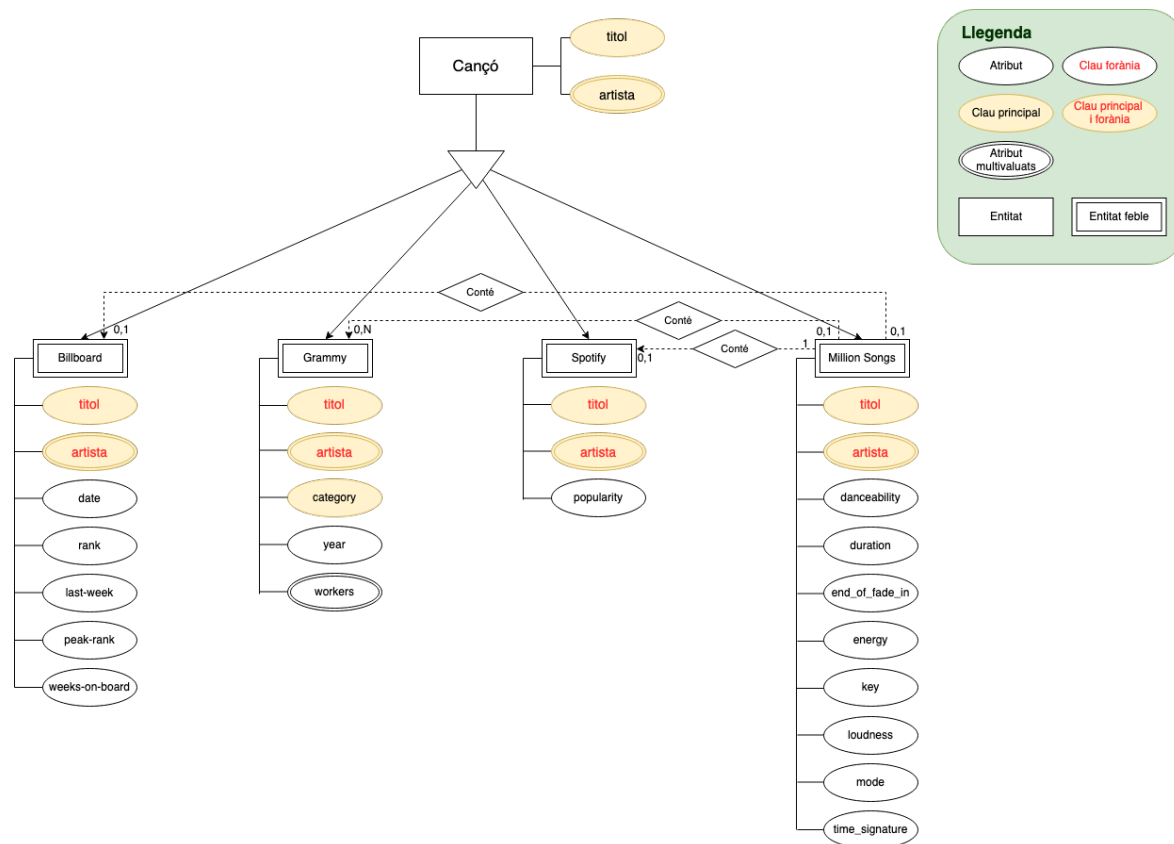 titol
Cançó
artista
Llegenda
Atribut
Clau forània
Clau principal
Clau principal
i forània
Atribut
multivaluats
Entitat
Entitat feble
Conté
Conté
Conté
0,1
0,N
0,1
0,1
0,1
1
Billboard
titol
artista
date
rank
last-week
peak-rank
weeks-on-board
Grammy
titol
artista
category
year
workers
Spotify
titol
artista
popularity
Million Songs
titol
artista
danceability
duration
end_of_fade_in
energy
key
loudness
mode
time_signature